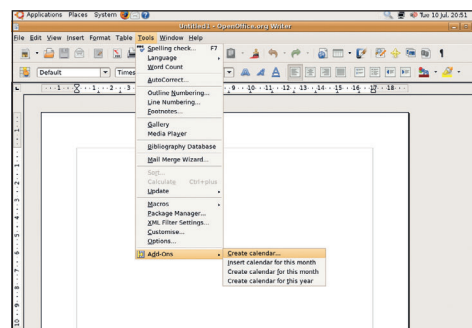 Applications Places System Tue 10 Jul, 20:51
Untitled1 - OpenOffice.org Writer
File Edit View Insert Format Table Tools Window Help
Default Times
Spelling check... F7
Language
Word Count
AutoCorrect...
Outline Numbering...
Line Numbering...
Footnotes...
Gallery
Media Player
Bibliography Database
Mail Merge Wizard...
Sort...
Calculate Ctrl+plus
Update
Macros
Package Manager...
XML Filter Settings...
Customise...
Options...
Add-Ons
Create calendar...
Insert calendar for this month
Create calendar for this month
Create calendar for this year